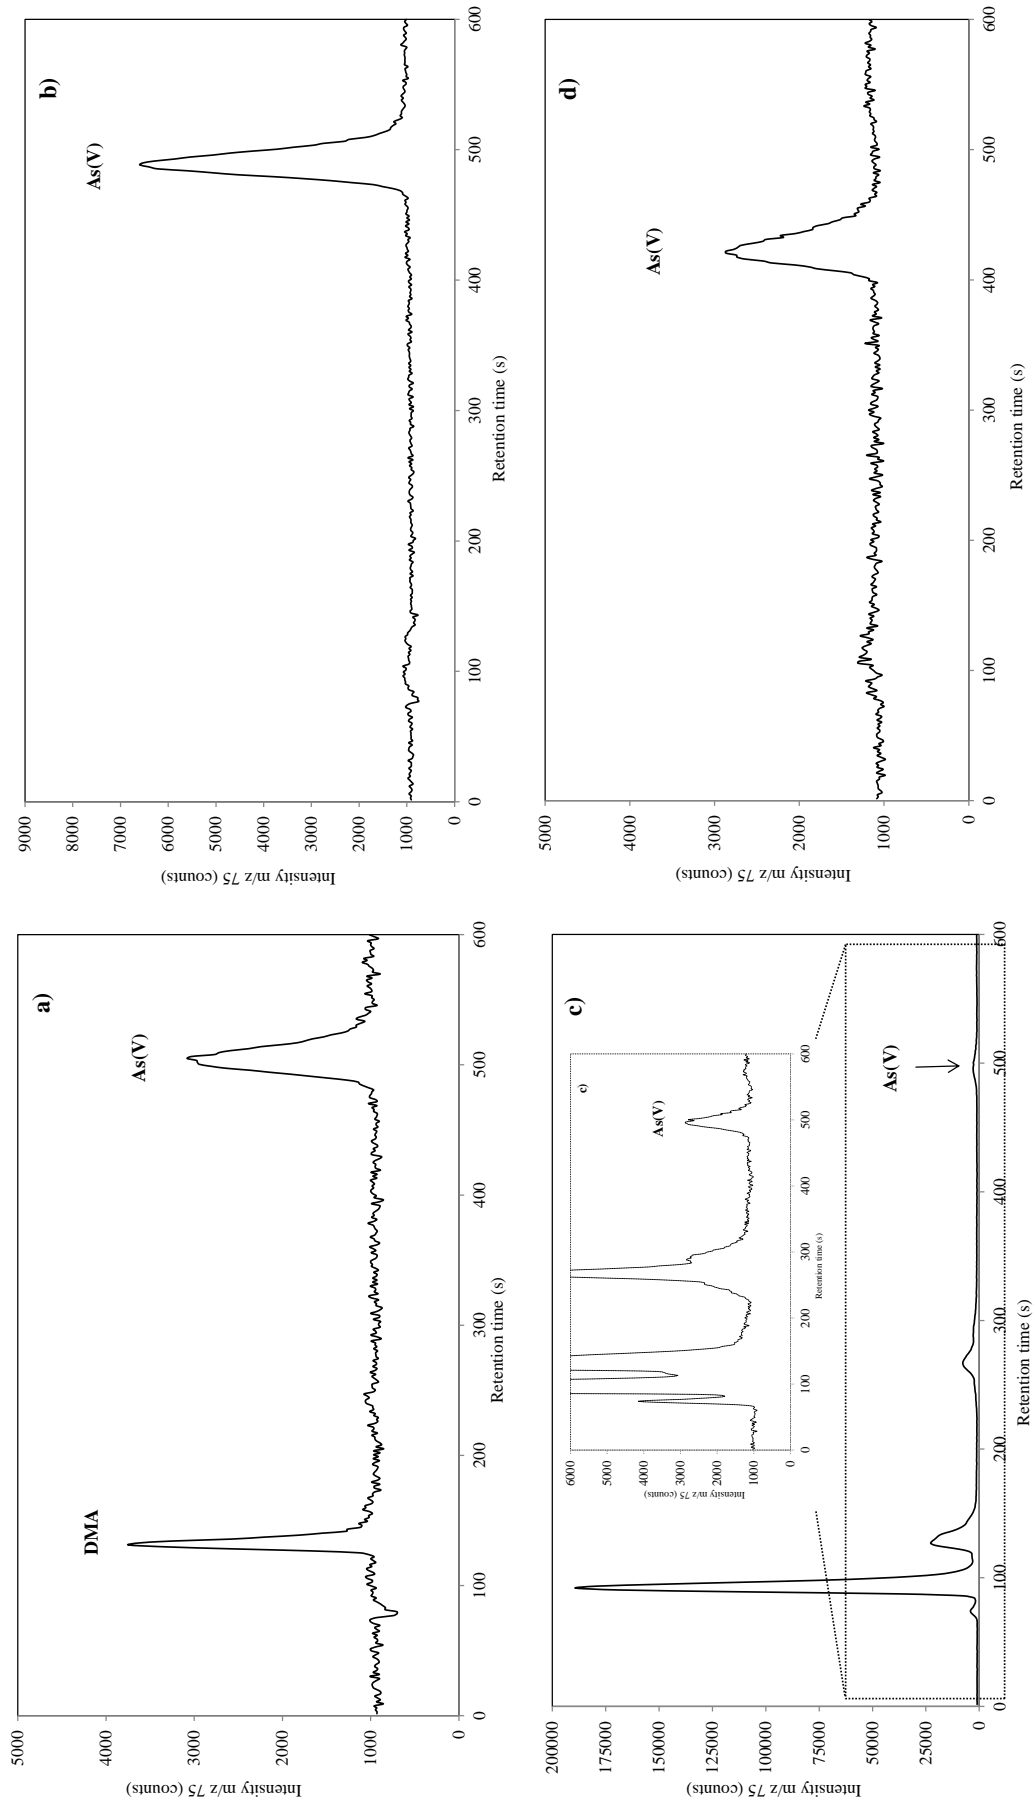 a)
Intensity m/z 75 (counts)
5000
4000
3000
2000
1000
0
DMA
As(V)
0 100 200 300 400 500 600
Retention time (s)
b)
Intensity m/z 75 (counts)
9000
8000
7000
6000
5000
4000
3000
2000
1000
0
As(V)
0 100 200 300 400 500 600
Retention time (s)
c)
Intensity m/z 75 (counts)
200000
175000
150000
125000
100000
75000
50000
25000
0
As(V)
0 100 200 300 400 500 600
Retention time (s)
c)
Intensity m/z 75 (counts)
6000
5000
4000
3000
2000
1000
0
As(V)
0 100 200 300 400 500 600
Retention time (s)
d)
Intensity m/z 75 (counts)
5000
4000
3000
2000
1000
0
As(V)
0 100 200 300 400 500 600
Retention time (s)